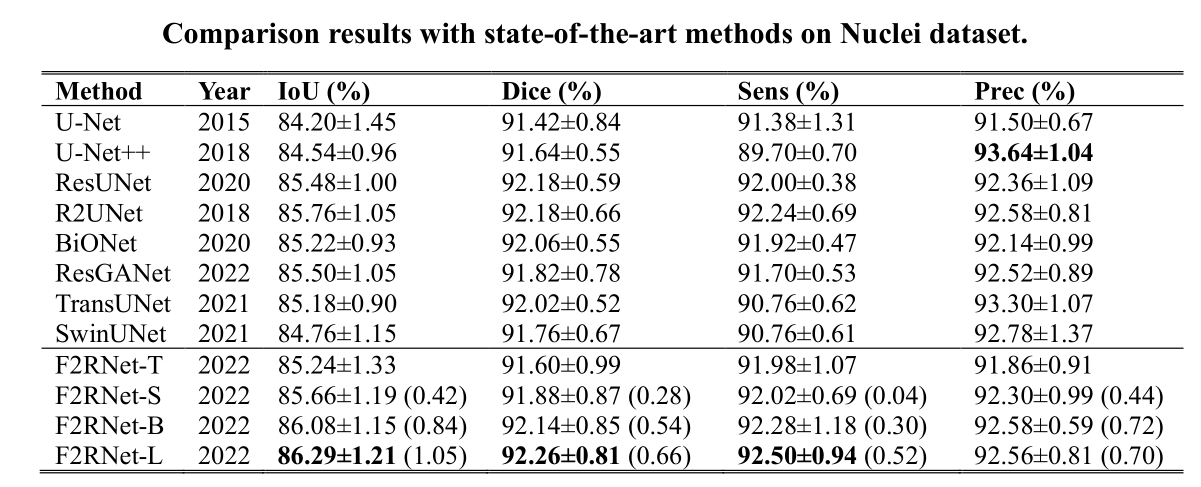 Comparison results with state-of-the-art methods on Nuclei dataset.
Method Year IoU (%) Dice (%) Sens (%) Prec (%)
U-Net 2015 84.20±1.45 91.42±0.84 91.38±1.31 91.50±0.67
U-Net++ 2018 84.54±0.96 91.64±0.55 89.70±0.70 93.64±1.04
ResUNet 2020 85.48±1.00 92.18±0.59 92.00±0.38 92.36±1.09
R2UNet 2018 85.76±1.05 92.18±0.66 92.24±0.69 92.58±0.81
BiONet 2020 85.22±0.93 92.06±0.55 91.92±0.47 92.14±0.99
ResGANet 2022 85.50±1.05 91.82±0.78 91.70±0.53 92.52±0.89
TransUNet 2021 85.18±0.90 92.02±0.52 90.76±0.62 93.30±1.07
SwinUNet 2021 84.76±1.15 91.76±0.67 90.76±0.61 92.78±1.37
F2RNet-T 2022 85.24±1.33 91.60±0.99 91.98±1.07 91.86±0.91
F2RNet-S 2022 85.66±1.19 (0.42) 91.88±0.87 (0.28) 92.02±0.69 (0.04) 92.30±0.99 (0.44)
F2RNet-B 2022 86.08±1.15 (0.84) 92.14±0.85 (0.54) 92.28±1.18 (0.30) 92.58±0.59 (0.72)
F2RNet-L 2022 86.29±1.21 (1.05) 92.26±0.81 (0.66) 92.50±0.94 (0.52) 92.56±0.81 (0.70)